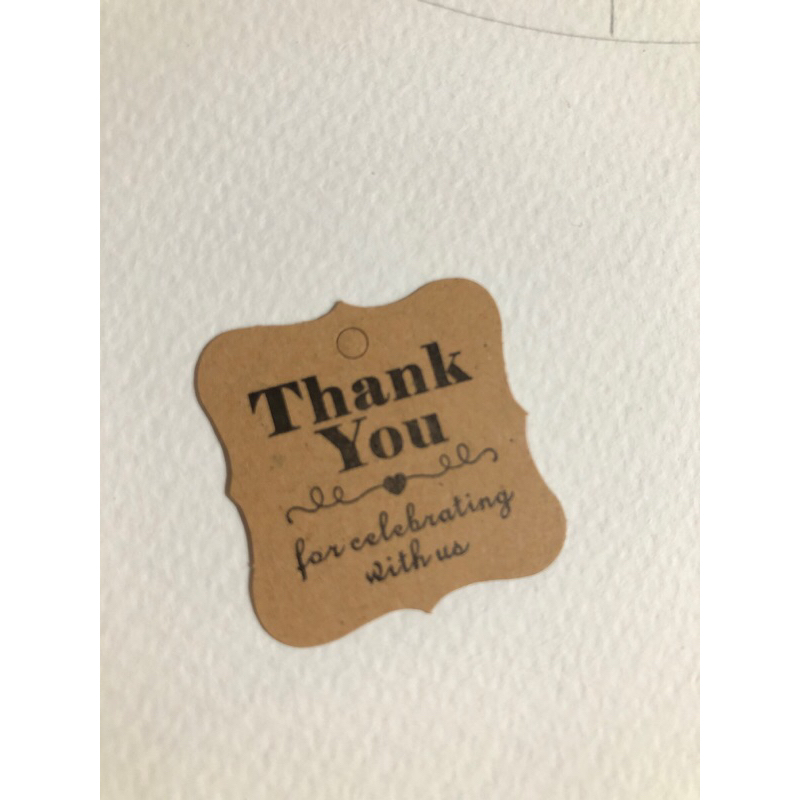 Thank
You
for celebrating
with us